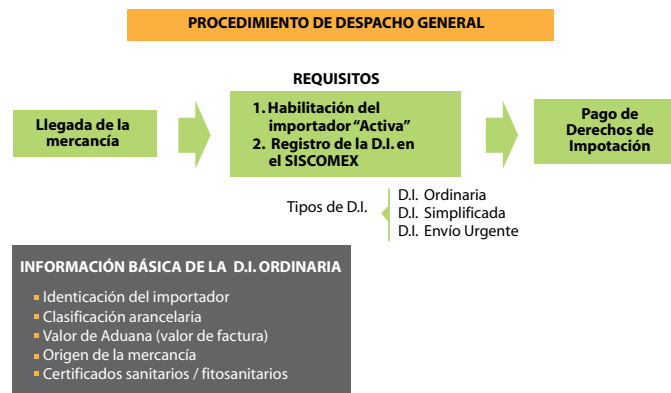 PROCEDIMIENTO DE DESPACHO GENERAL
REQUISITOS
Llegada de la
mercancía
1. Habilitación del
importador “Activa”
2. Registro de la D.I. en
el SISCOMEX
Pago de
Derechos de
Impotación
Tipos de D.I.
D.I. Ordinaria
D.I. Simplificada
D.I. Envío Urgente
INFORMACIÓN BÁSICA DE LA D.I. ORDINARIA
Identicación del importador
Clasificación arancelaria
Valor de Aduana (valor de factura)
Origen de la mercancía
Certificados sanitarios / fitosanitarios